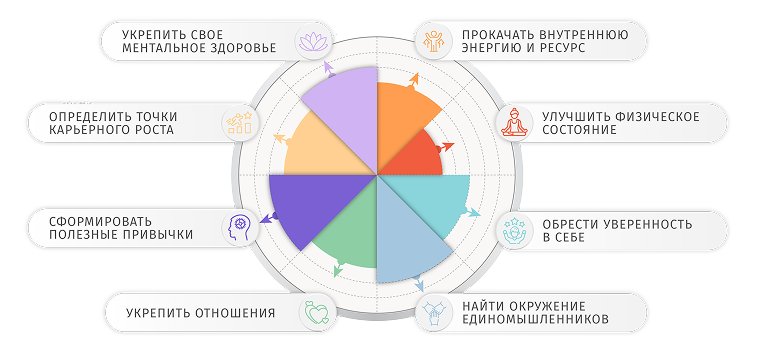 УКРЕПИТЬ СВОЕ
МЕНТАЛЬНОЕ ЗДОРОВЬЕ
ПРОКАЧАТЬ ВНУТРЕННЮЮ
ЭНЕРГИЮ И РЕСУРС
ОПРЕДЕЛИТЬ ТОЧКИ
КАРЬЕРНОГО РОСТА
УЛУЧШИТЬ ФИЗИЧЕСКОЕ
СОСТОЯНИЕ
СФОРМИРОВАТЬ
ПОЛЕЗНЫЕ ПРИВЫЧКИ
ОБРЕСТИ УВЕРЕННОСТЬ
В СЕБЕ
УКРЕПИТЬ ОТНОШЕНИЯ
НАЙТИ ОКРУЖЕНИЕ
ЕДИНОМЫШЛЕННИКОВ